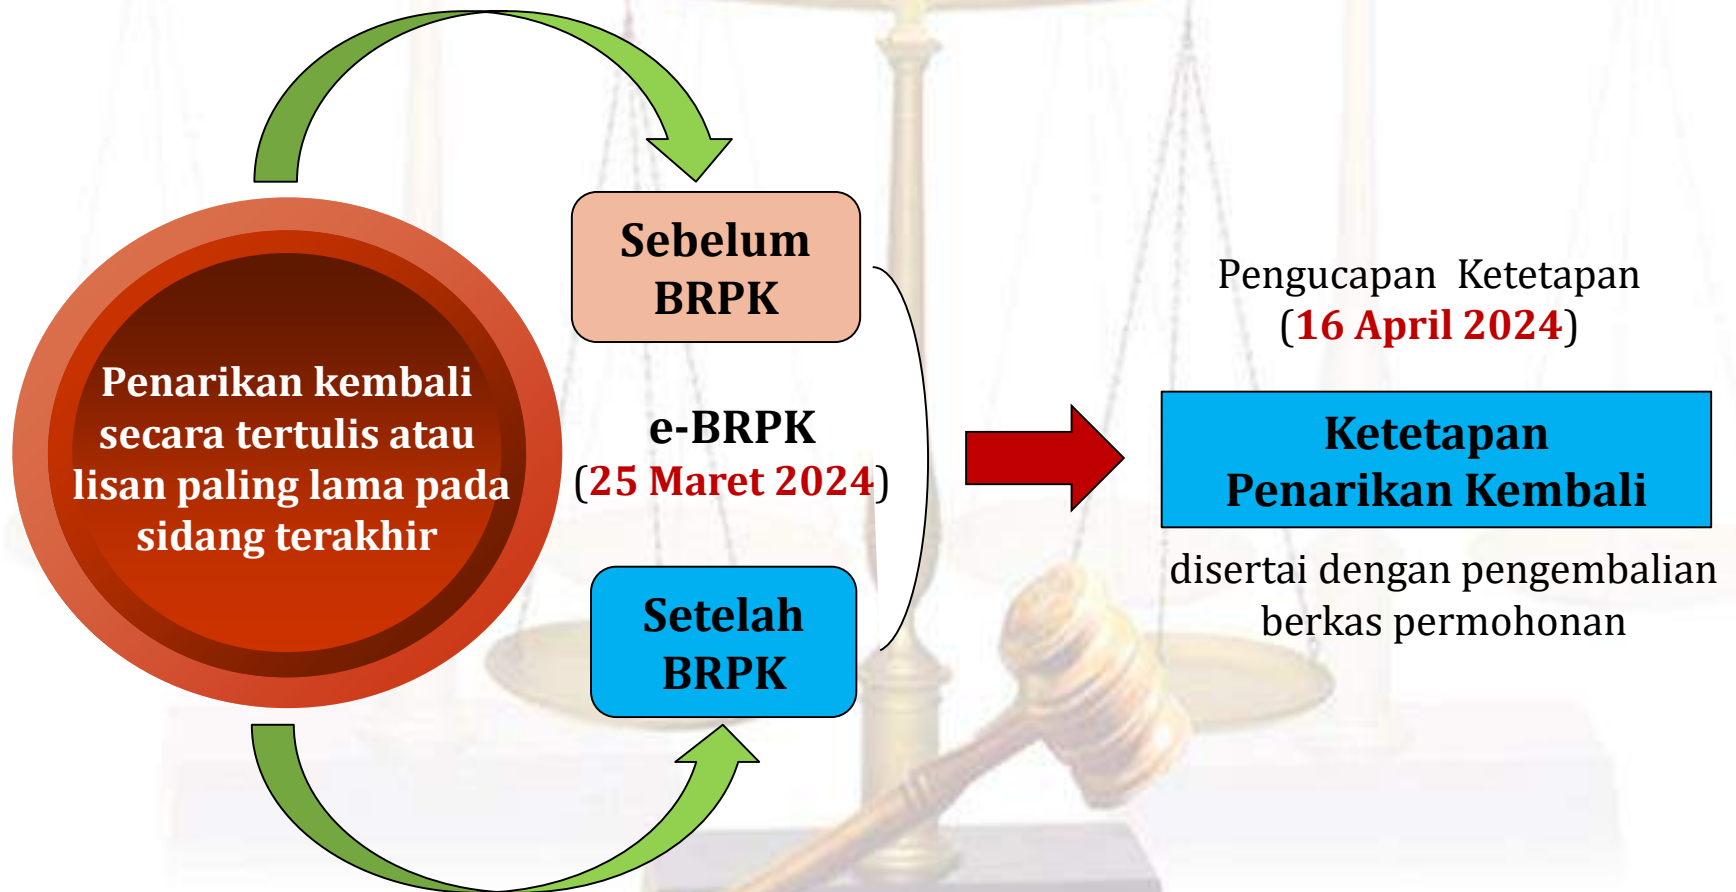 Penarikan kembali
secara tertulis atau
lisan paling lama pada
sidang terakhir
Sebelum
BRPK
e-BRPK
(25 Maret 2024)
Setelah
BRPK
Pengucapan  Ketetapan
(16 April 2024)
Ketetapan
Penarikan Kembali
disertai dengan pengembalian
berkas permohonan